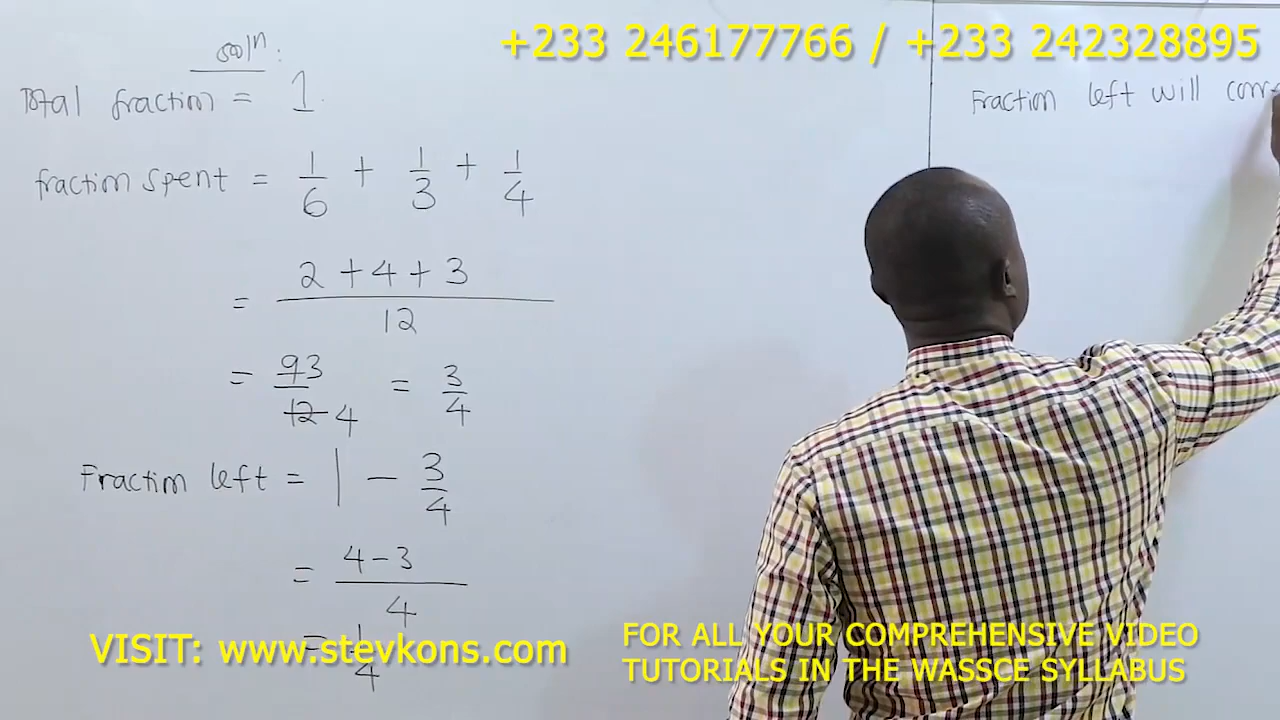 +233 246177766 / +233 242328895
soln:
Total fraction = 1.
fraction spent = 1/6 + 1/3 + 1/4
= 2 + 4 + 3 / 12
= 9 3 / 12 4 = 3/4
Fraction left = 1 - 3/4
= 4 - 3 / 4
= 1/4
Fraction left will
VISIT: www.stevkons.com
FOR ALL YOUR COMPREHENSIVE VIDEO
TUTORIALS IN THE WASSCE SYLLABUS